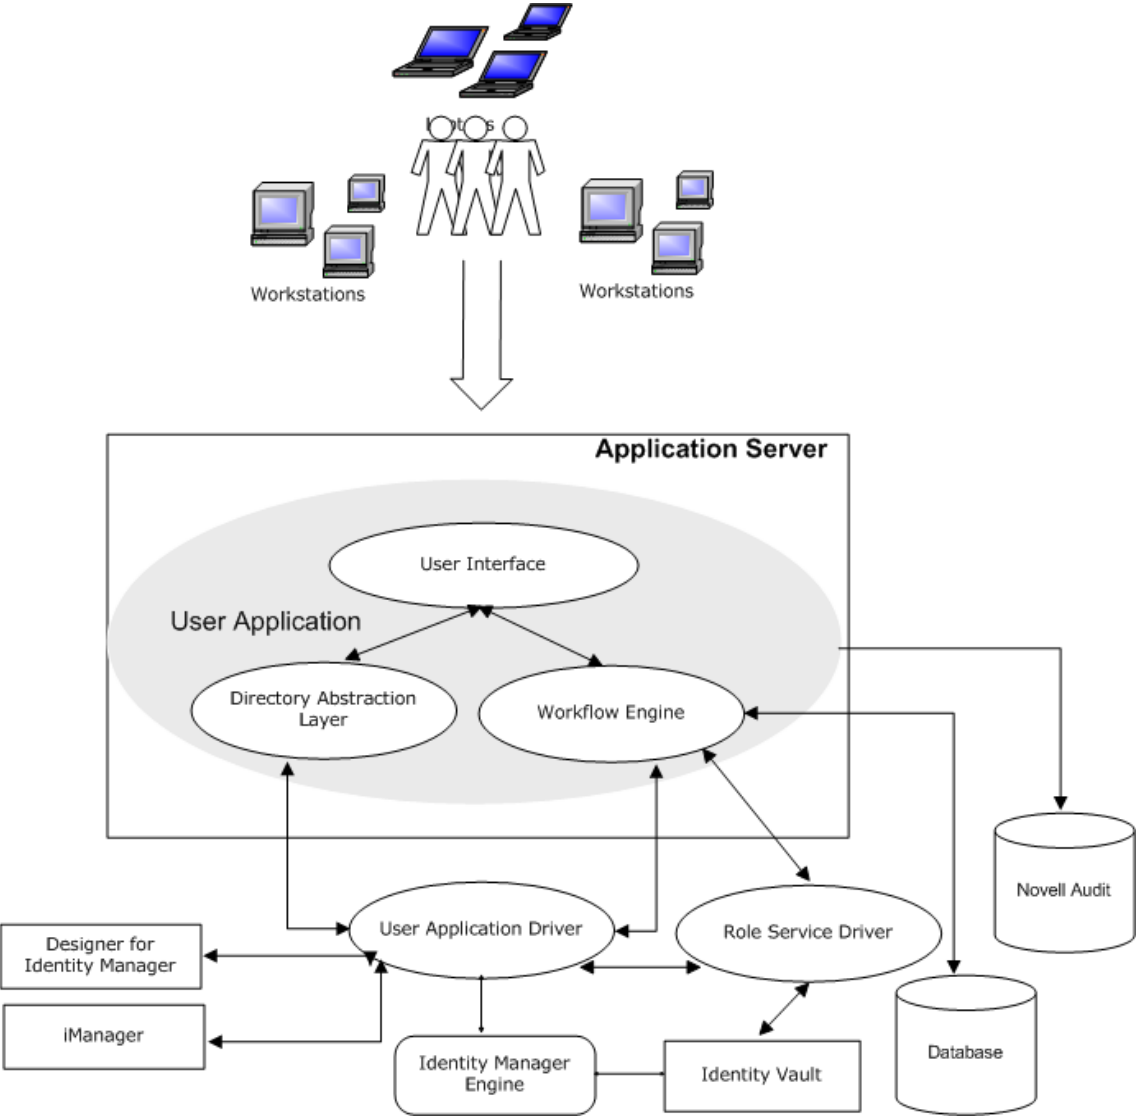 Workstations
Workstations
Application Server
User Interface
User Application
Directory Abstraction
Layer
Workflow Engine
Novell Audit
User Application Driver
Role Service Driver
Designer for
Identity Manager
iManager
Identity Manager
Engine
Identity Vault
Database